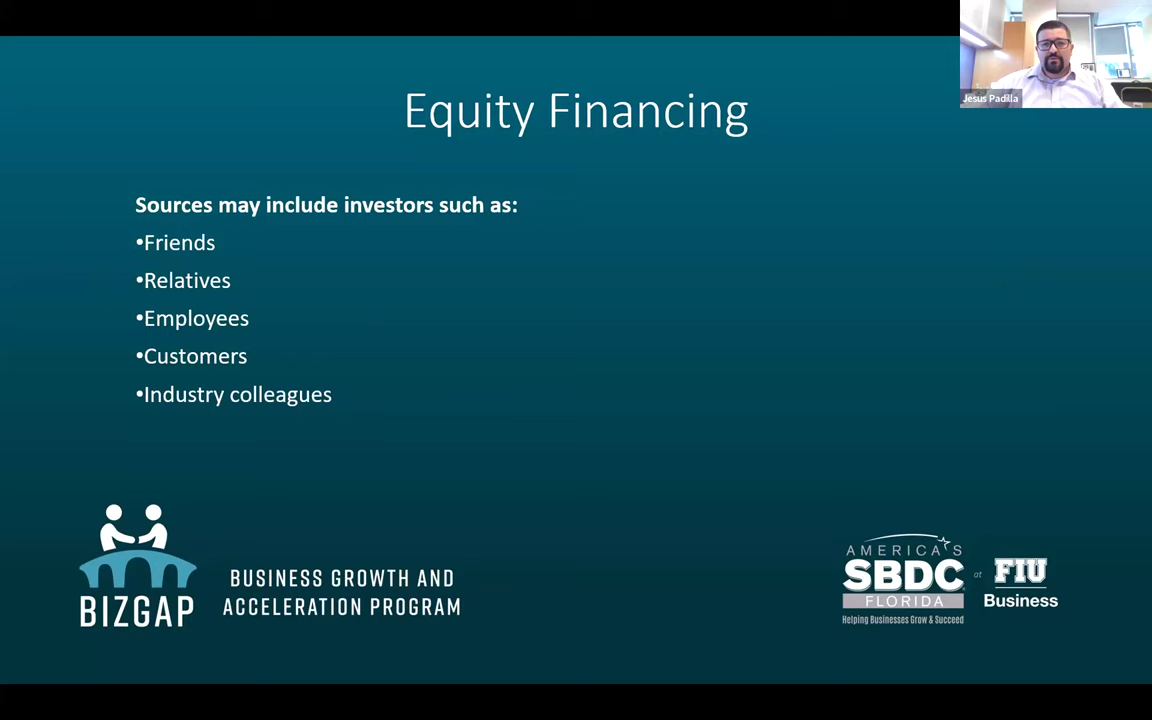 Jesus Padilla
Equity Financing
Sources may include investors such as:
•Friends
•Relatives
•Employees
•Customers
•Industry colleagues
BIZGAP
BUSINESS GROWTH AND
ACCELERATION PROGRAM
AMERICA'S
SBDC
FLORIDA
Helping Businesses Grow & Succeed
at
FIU
Business